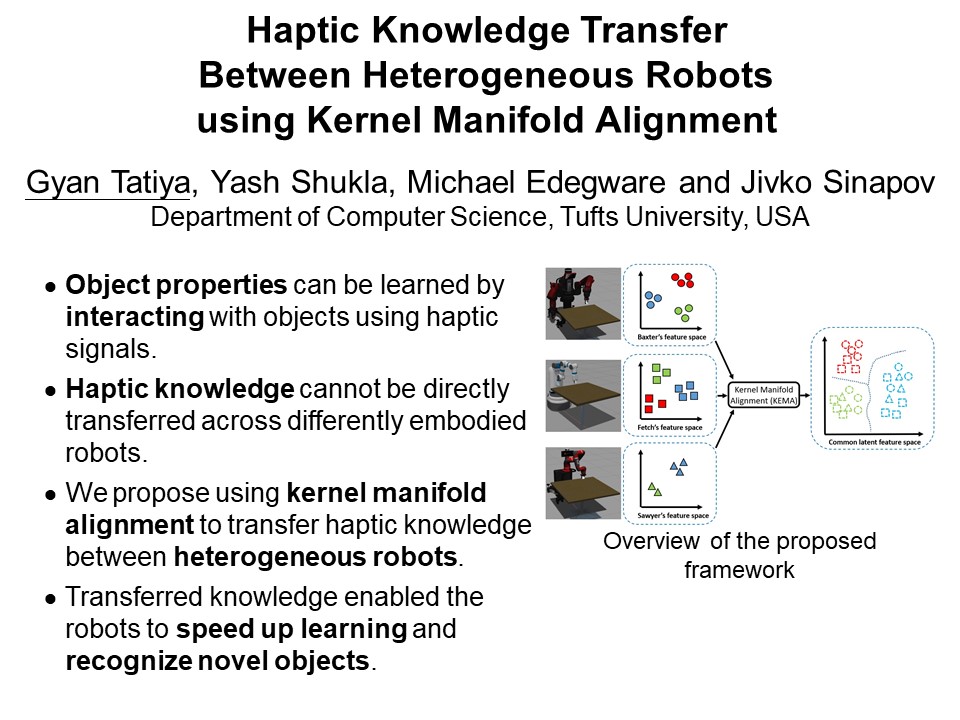 Haptic Knowledge Transfer
Between Heterogeneous Robots
using Kernel Manifold Alignment
Gyan Tatiya, Yash Shukla, Michael Edegware and Jivko Sinapov
Department of Computer Science, Tufts University, USA
● Object properties can be learned by
interacting with objects using haptic
signals.
● Haptic knowledge cannot be directly
transferred across differently embodied
robots.
● We propose using kernel manifold
alignment to transfer haptic knowledge
between heterogeneous robots.
● Transferred knowledge enabled the
robots to speed up learning and
recognize novel objects.
Baxter's feature space
Fetch's feature space
Sawyer's feature space
Kernel Manifold
Alignment (KEMA)
Common latent feature space
Overview of the proposed
framework